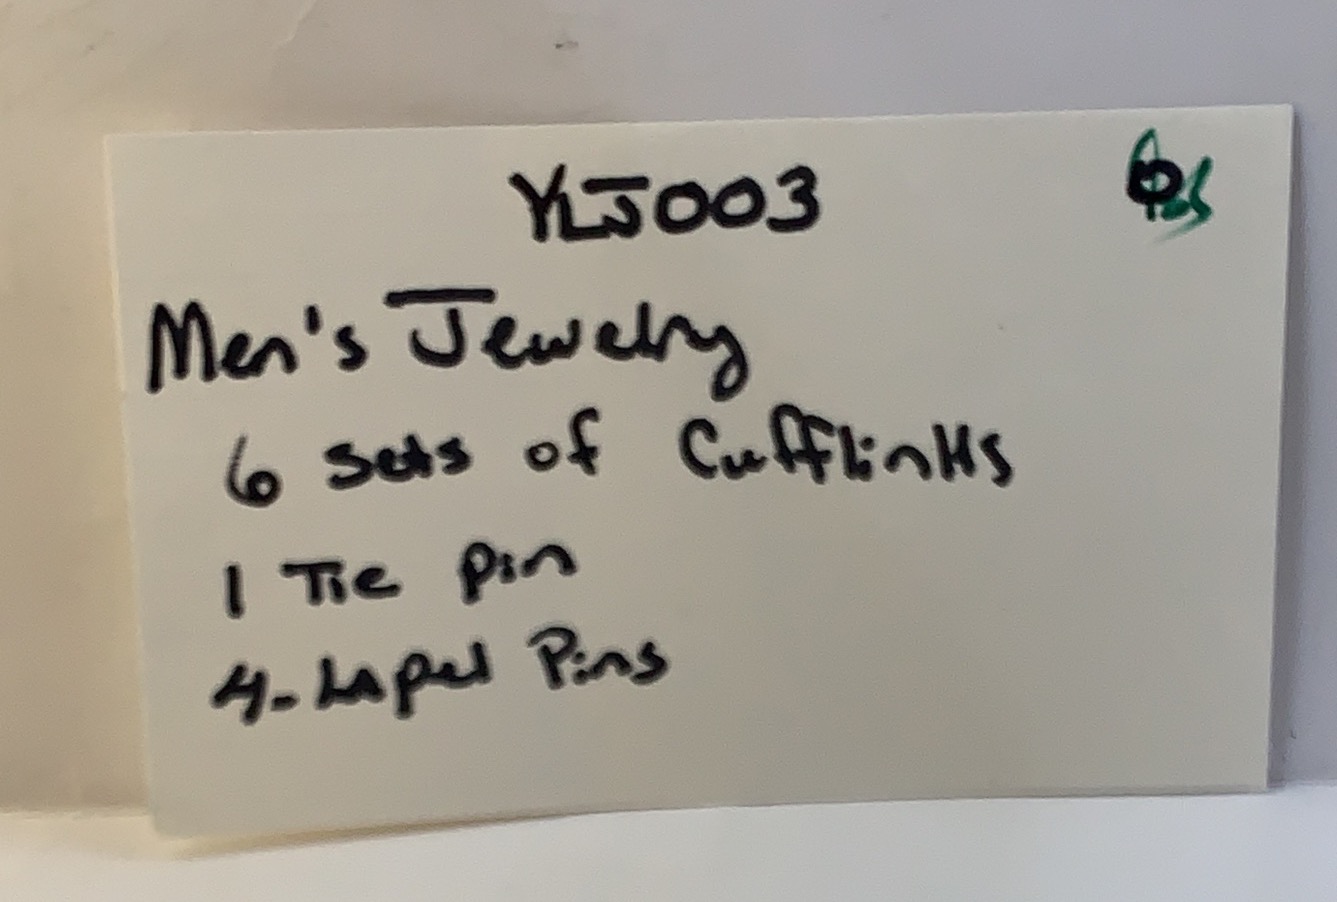 YLJ003
Men's Jewelry
6 sets of Cufflinks
1 Tie pin
4- Lapel Pins